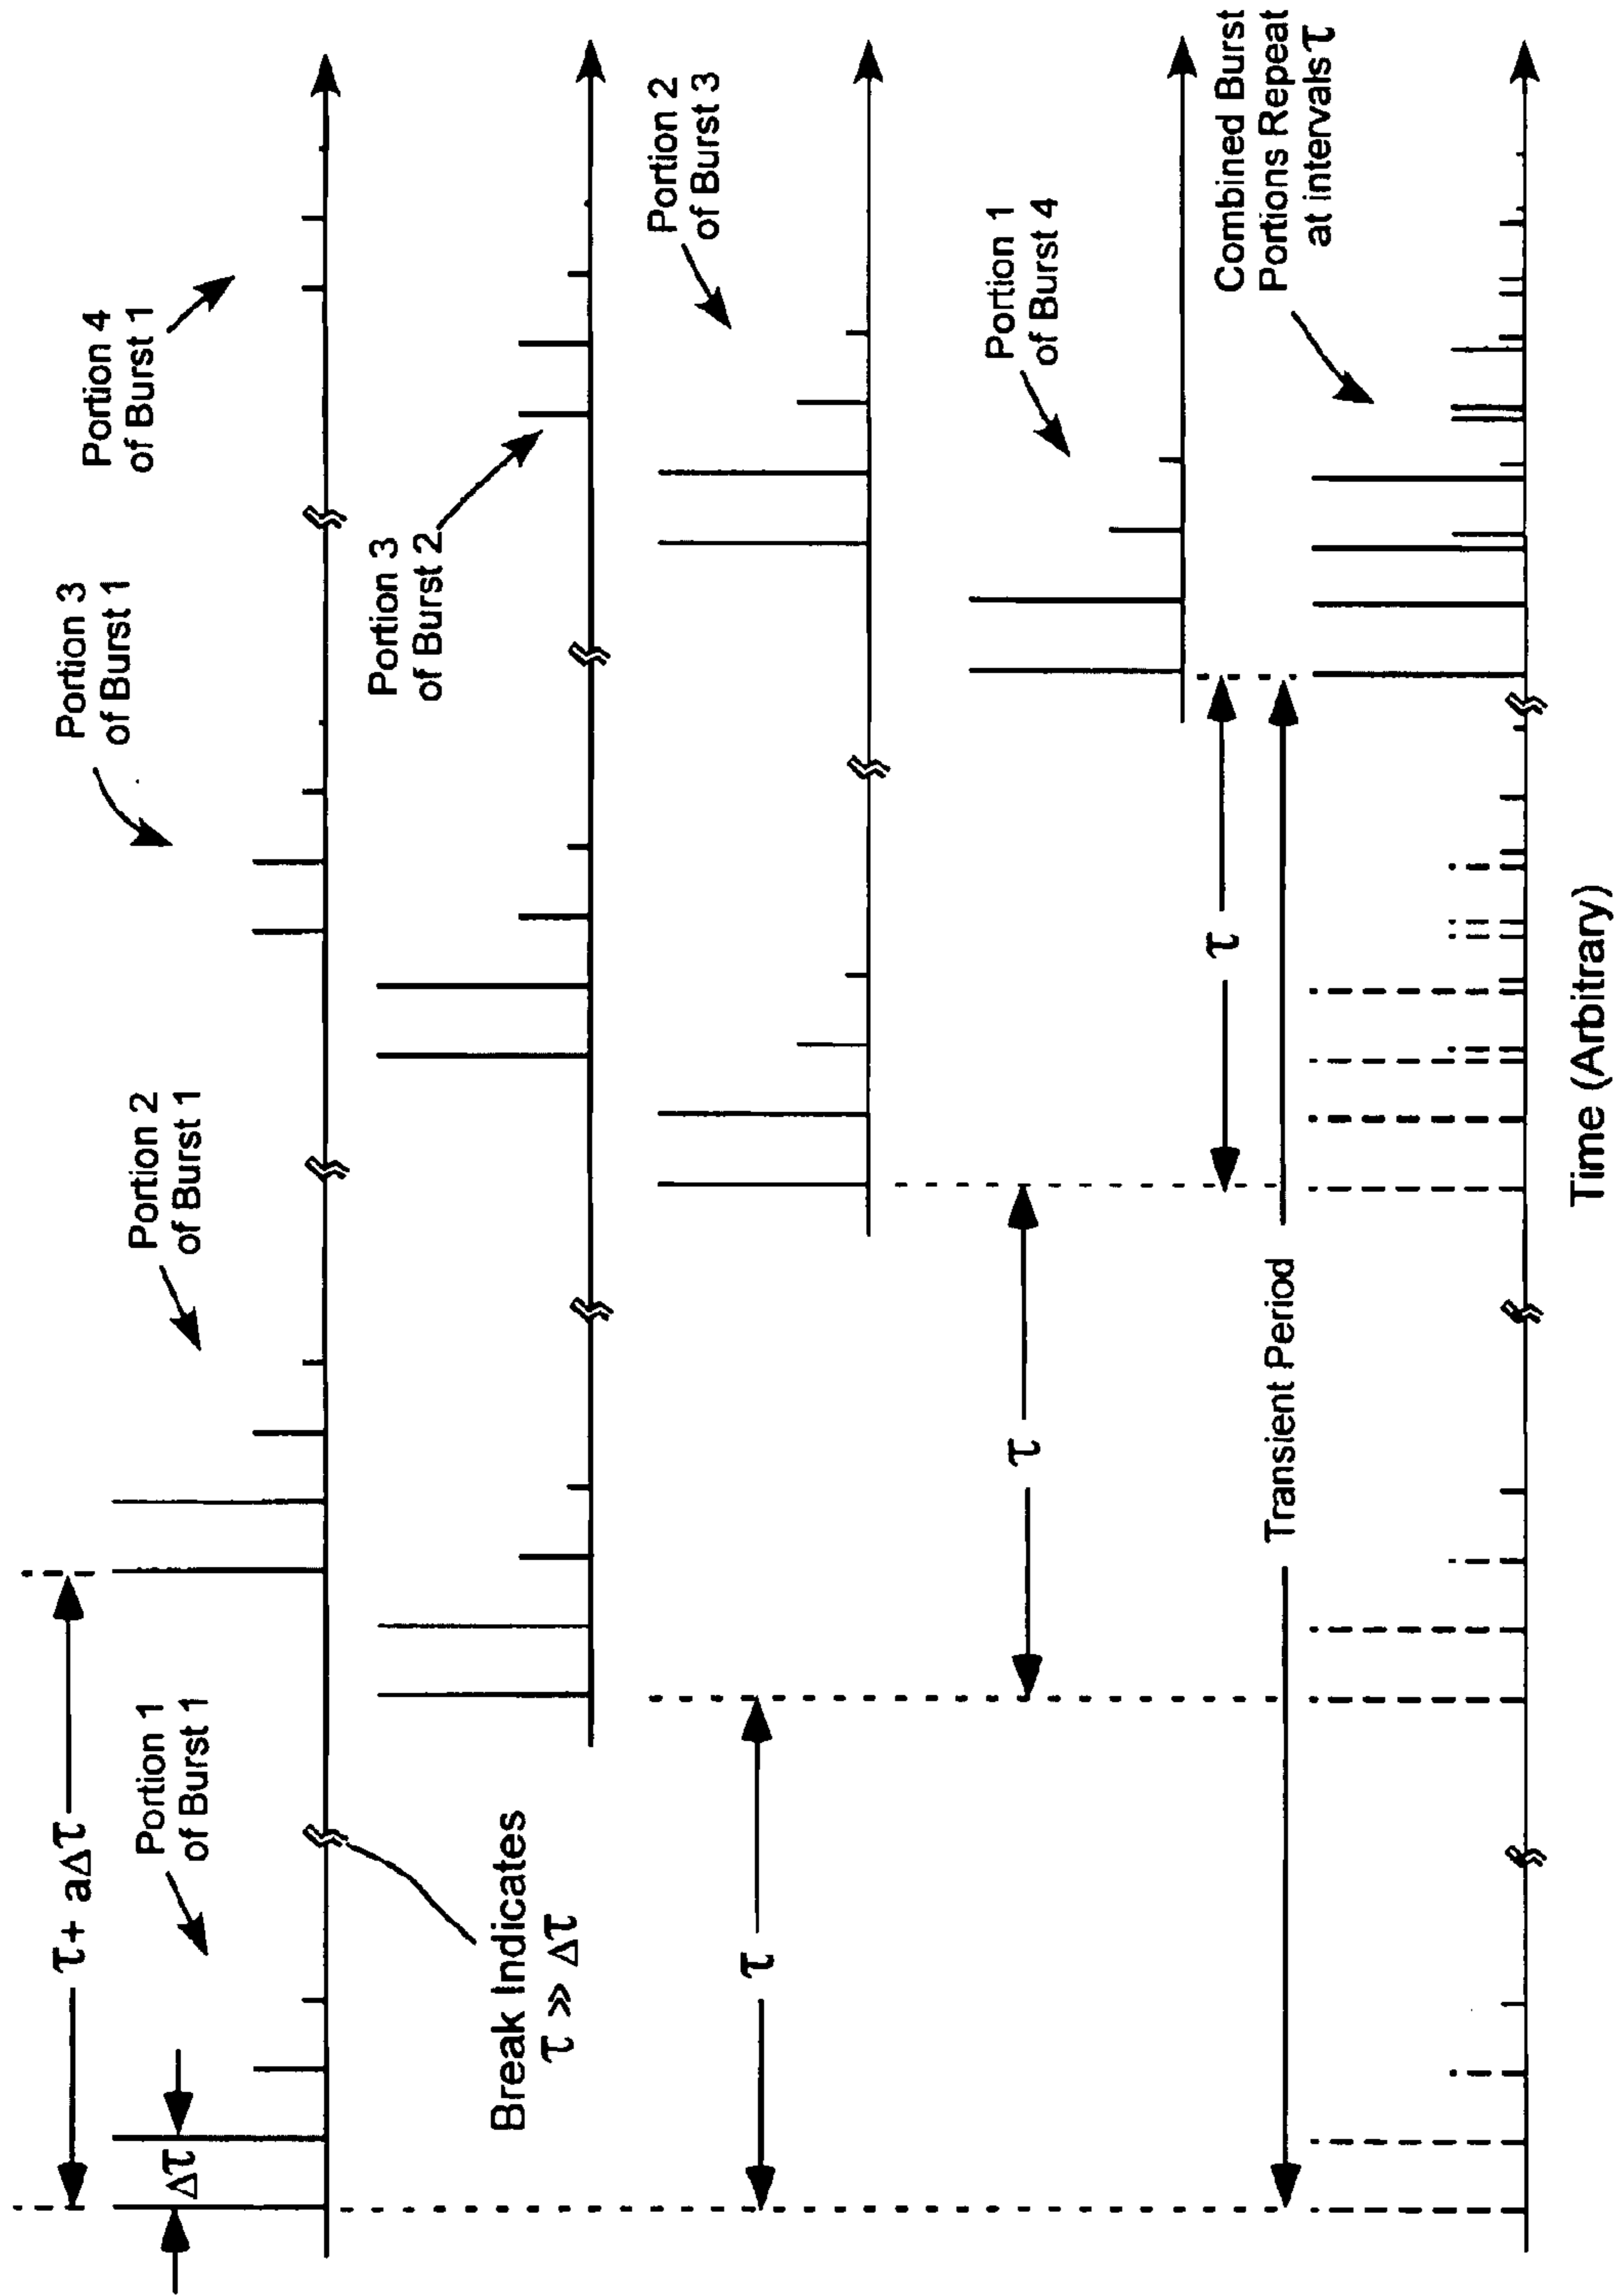 τ + aΔτ
Δτ
Portion 1
of Burst 1
Portion 2
of Burst 1
Portion 3
of Burst 1
Portion 4
of Burst 1
Break Indicates
τ >> Δτ
Portion 3
of Burst 2
τ
Portion 2
of Burst 3
τ
Portion 1
of Burst 4
τ
Transient Period
Combined Burst
Portions Repeat
at intervals τ
Time (Arbitrary)